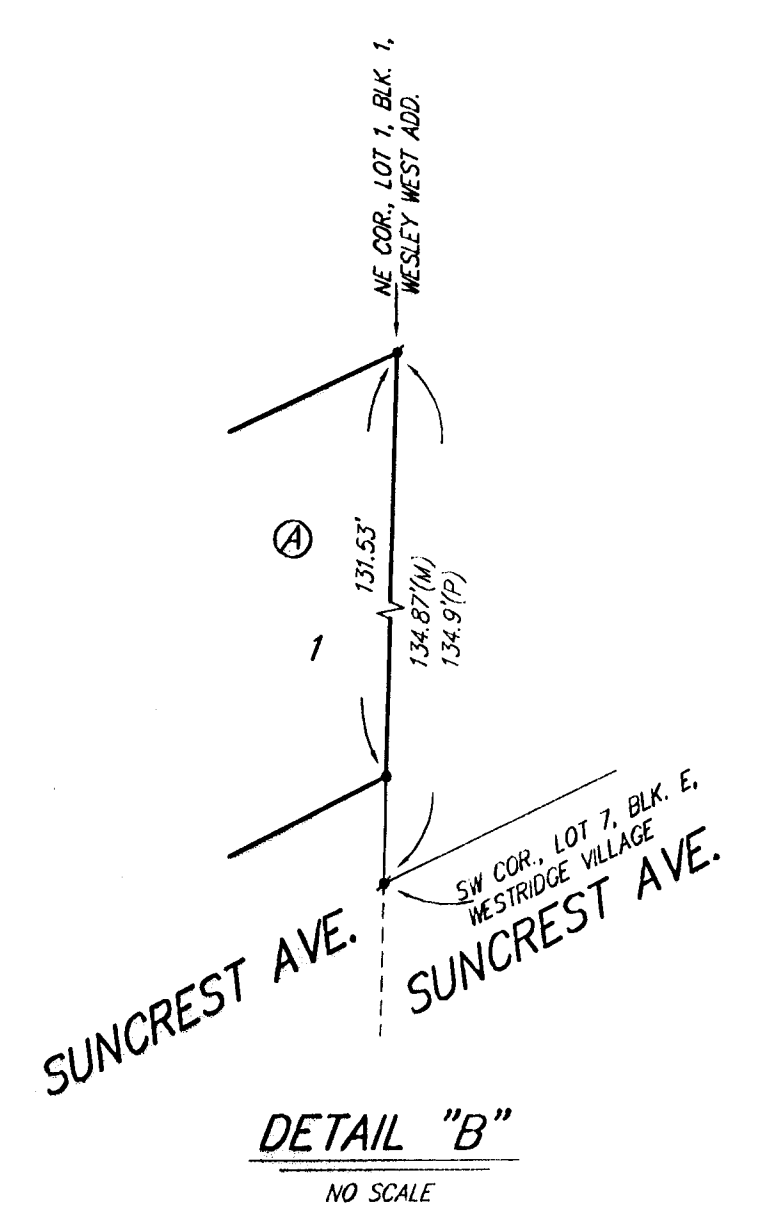 NE COR., LOT 1, BLK. 1,
WESLEY WEST ADD.
A
131.53'
134.87'(M)
134.9'(P)
1
SW COR., LOT 7, BLK. E,
WESTRIDGE VILLAGE
SUNCREST AVE.
SUNCREST AVE.
DETAIL "B"
NO SCALE